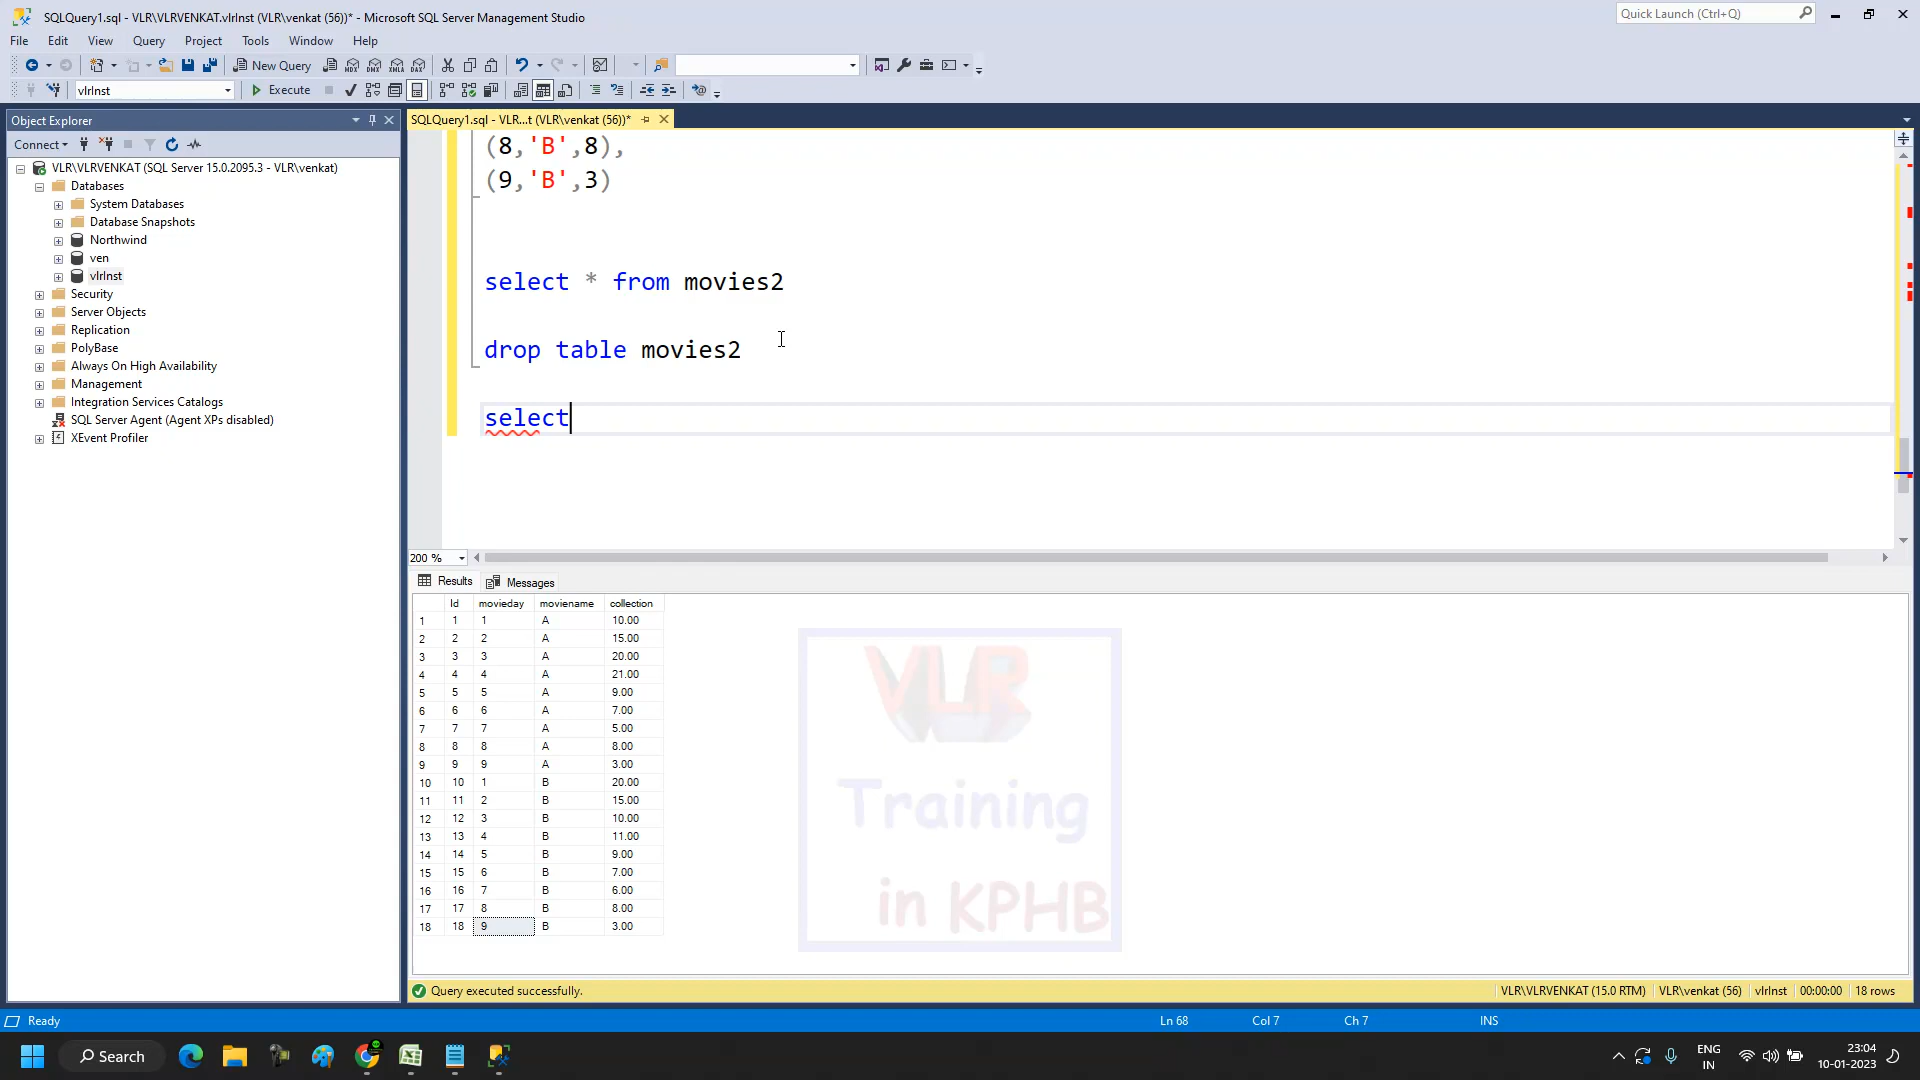 SQLQuery1.sql - VLR\VLRVENKAT.vlrInst (VLR\venkat (56))* - Microsoft SQL Server Management Studio
Quick Launch (Ctrl+Q)
File Edit View Query Project Tools Window Help
New Query
vlrInst Execute
Object Explorer
SQLQuery1.sql - VLR...t (VLR\venkat (56))*
Connect
VLR\VLRVENKAT (SQL Server 15.0.2095.3 - VLR\venkat)
Databases
System Databases
Database Snapshots
Northwind
ven
vlrInst
Security
Server Objects
Replication
PolyBase
Always On High Availability
Management
Integration Services Catalogs
SQL Server Agent (Agent XPs disabled)
XEvent Profiler
(8,'B',8),
(9,'B',3)
select * from movies2
drop table movies2
select
200 %
Results Messages
Id movieday moviename collection
1 1 1 A 10.00
2 2 2 A 15.00
3 3 3 A 20.00
4 4 4 A 21.00
5 5 5 A 9.00
6 6 6 A 7.00
7 7 7 A 5.00
8 8 8 A 8.00
9 9 9 A 3.00
10 10 1 B 20.00
11 11 2 B 15.00
12 12 3 B 10.00
13 13 4 B 11.00
14 14 5 B 9.00
15 15 6 B 7.00
16 16 7 B 6.00
17 17 8 B 8.00
18 18 9 B 3.00
VLR
Training
in KPHB
Query executed successfully.
VLR\VLRVENKAT (15.0 RTM) VLR\venkat (56) vlrInst 00:00:00 18 rows
Ready Ln 68 Col 7 Ch 7 INS
Search
ENG
IN
23:04
10-01-2023